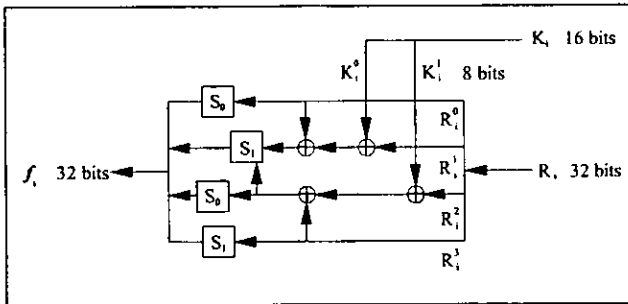 K_i 16 bits
K_i^0 K_i^1 8 bits
S_0
R_i^0
S_1
f_i 32 bits
R_i^1
R_i 32 bits
S_0
R_i^2
S_1
R_i^3